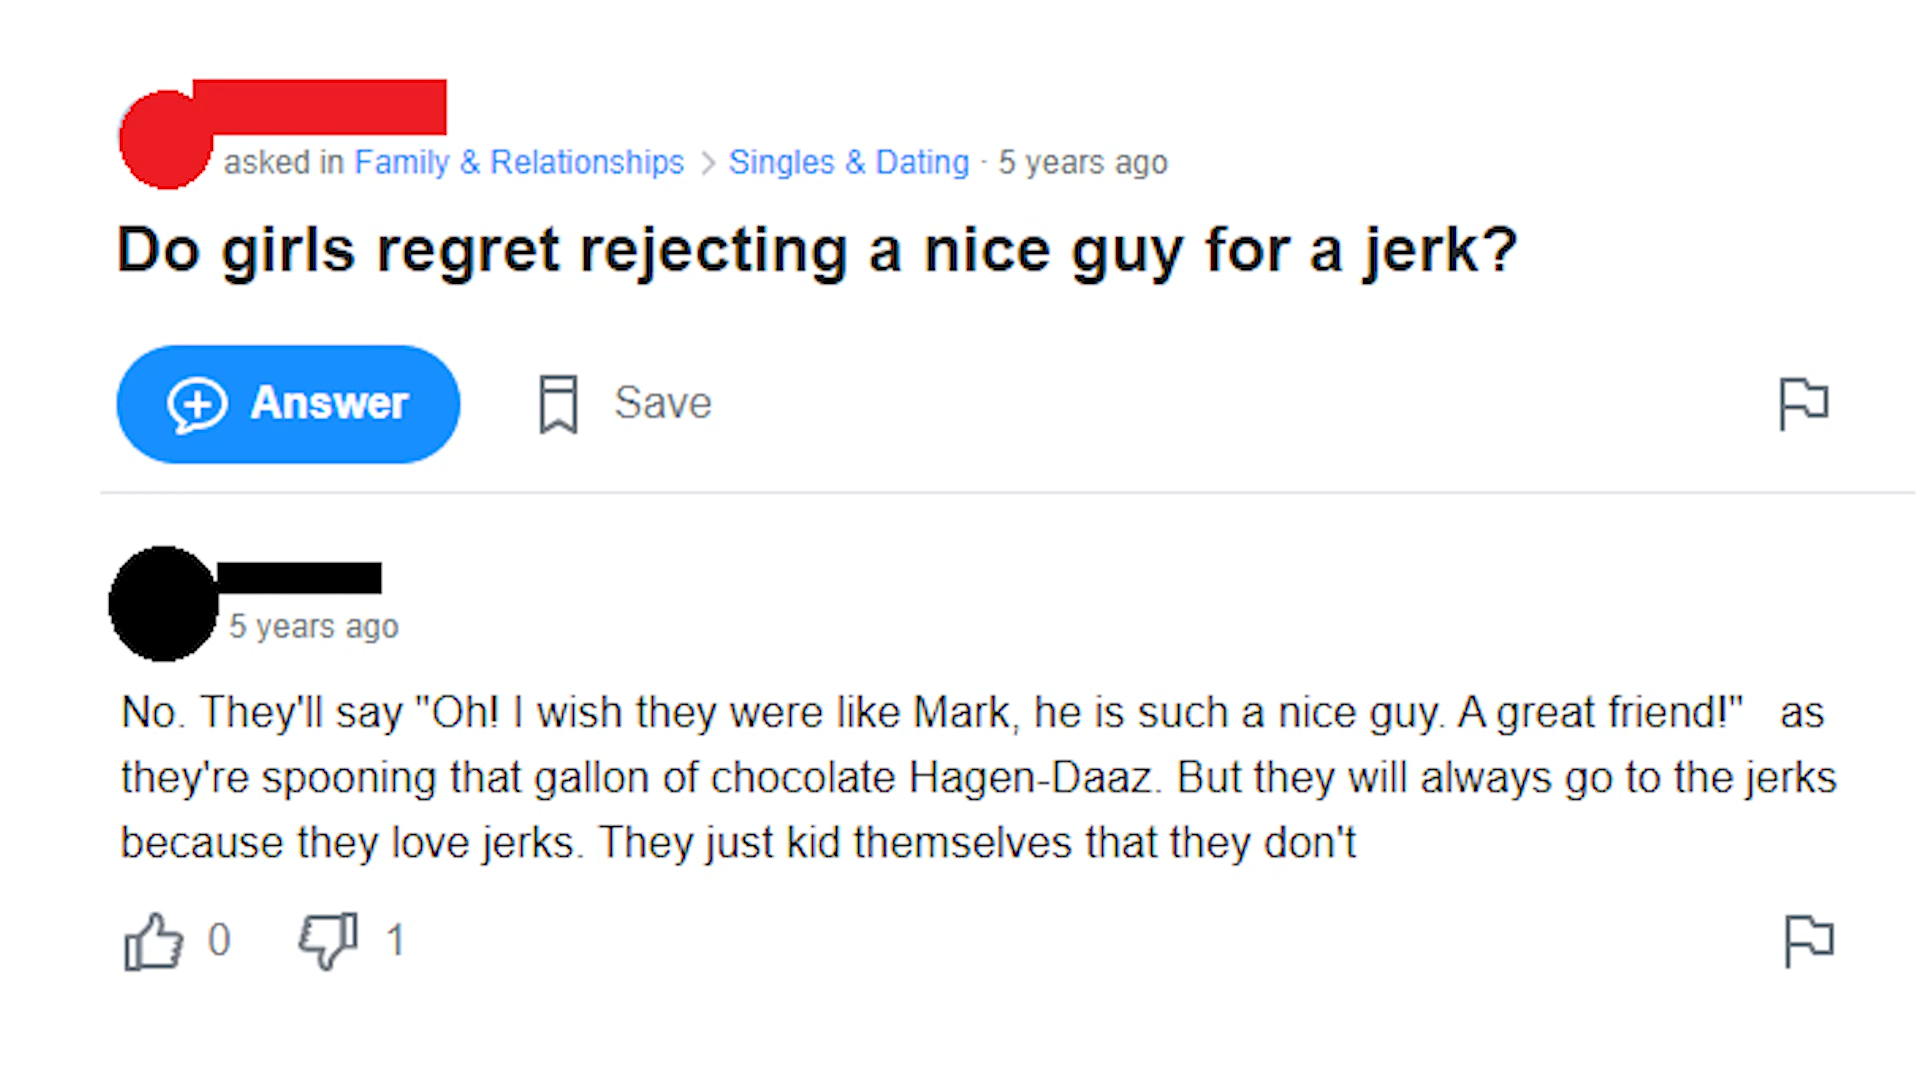 asked in Family & Relationships > Singles & Dating · 5 years ago
Do girls regret rejecting a nice guy for a jerk?
Answer Save
5 years ago
No. They'll say "Oh! I wish they were like Mark, he is such a nice guy. A great friend!"   as
they're spooning that gallon of chocolate Hagen-Daaz. But they will always go to the jerks
because they love jerks. They just kid themselves that they don't
0 1